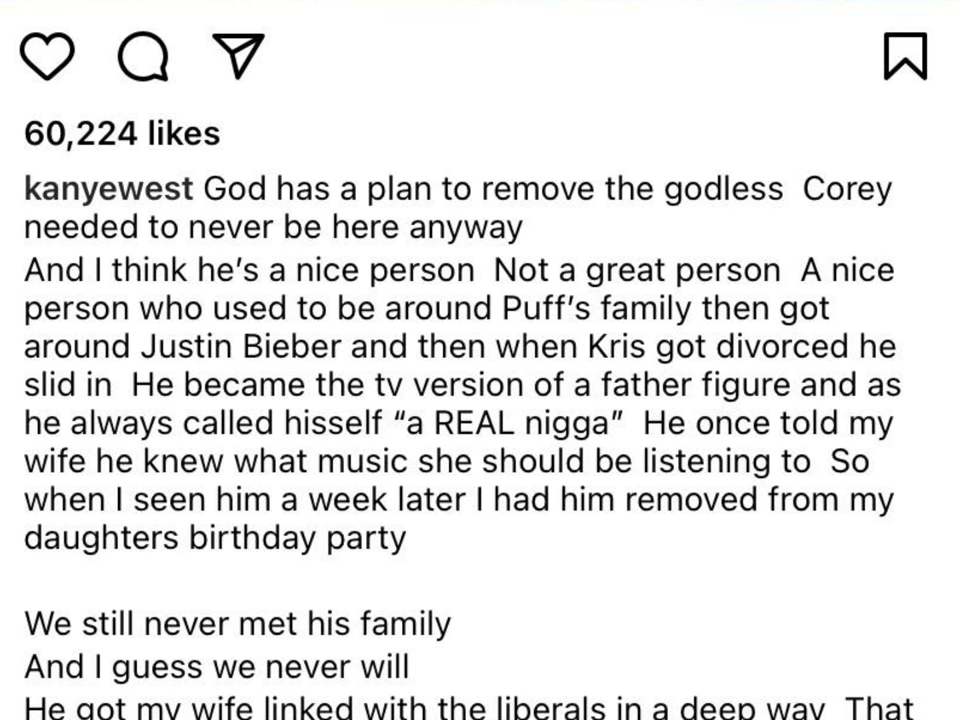 60,224 likes
kanyewest God has a plan to remove the godless  Corey
needed to never be here anyway
And I think he's a nice person  Not a great person  A nice
person who used to be around Puff's family then got
around Justin Bieber and then when Kris got divorced he
slid in  He became the tv version of a father figure and as
he always called hisself “a REAL nigga”  He once told my
wife he knew what music she should be listening to  So
when I seen him a week later I had him removed from my
daughters birthday party
We still never met his family
And I guess we never will
He got my wife linked with the liberals in a deep way  That